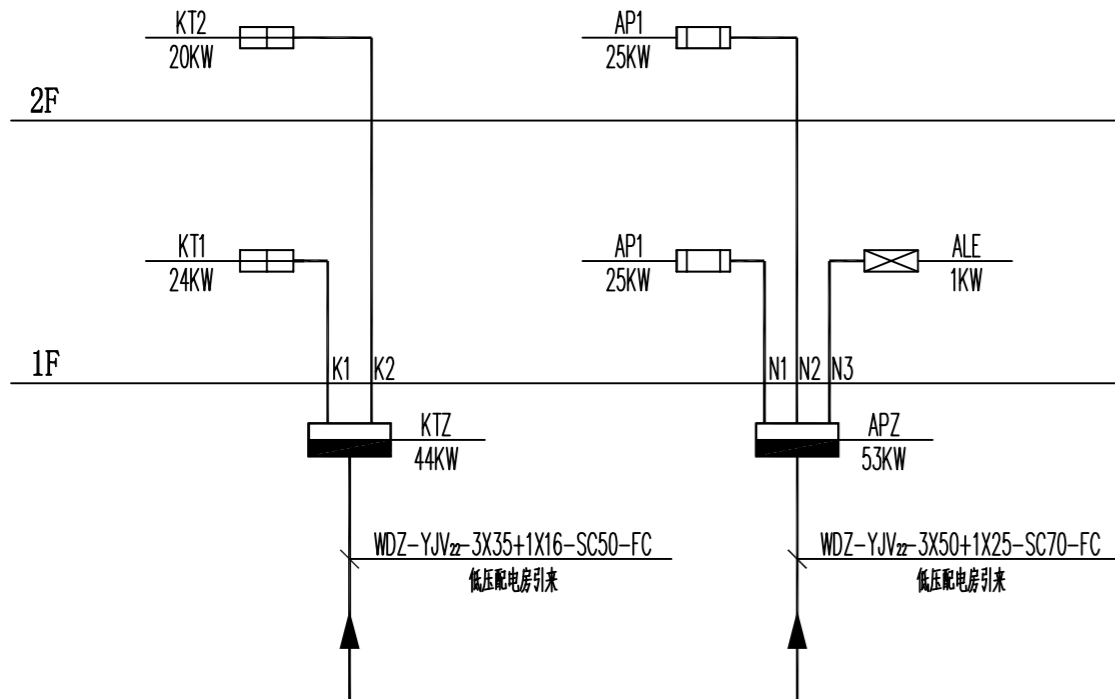 KT2
20KW
AP1
25KW
2F
KT1
24KW
AP1
25KW
ALE
1KW
1F
K1
K2
N1
N2
N3
KTZ
44KW
APZ
53KW
WDZ-YJV22-3X35+1X16-SC50-FC
低压配电房引来
WDZ-YJV22-3X50+1X25-SC70-FC
低压配电房引来